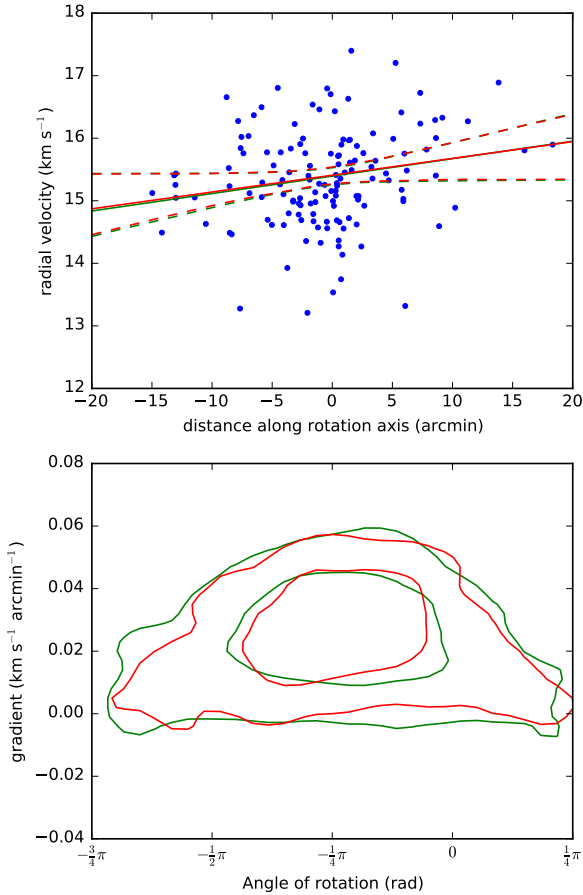 18
17
16
15
14
13
12
radial velocity (km s⁻¹)
−20 −15 −10 −5 0 5 10 15 20
distance along rotation axis (arcmin)
0.08
0.06
0.04
0.02
0.00
−0.02
−0.04
gradient (km s⁻¹ arcmin⁻¹)
−¾π −½π −¼π 0 ¼π
Angle of rotation (rad)